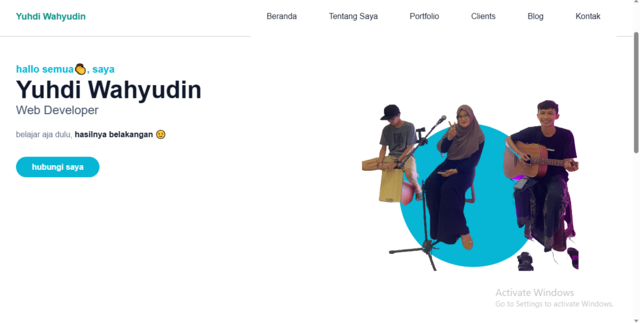 Yuhdi Wahyudin
Beranda Tentang Saya Portfolio Clients Blog Kontak
hallo semua👏, saya
Yuhdi Wahyudin
Web Developer
belajar aja dulu, hasilnya belakangan 😉
hubungi saya
Activate Windows
Go to Settings to activate Windows.